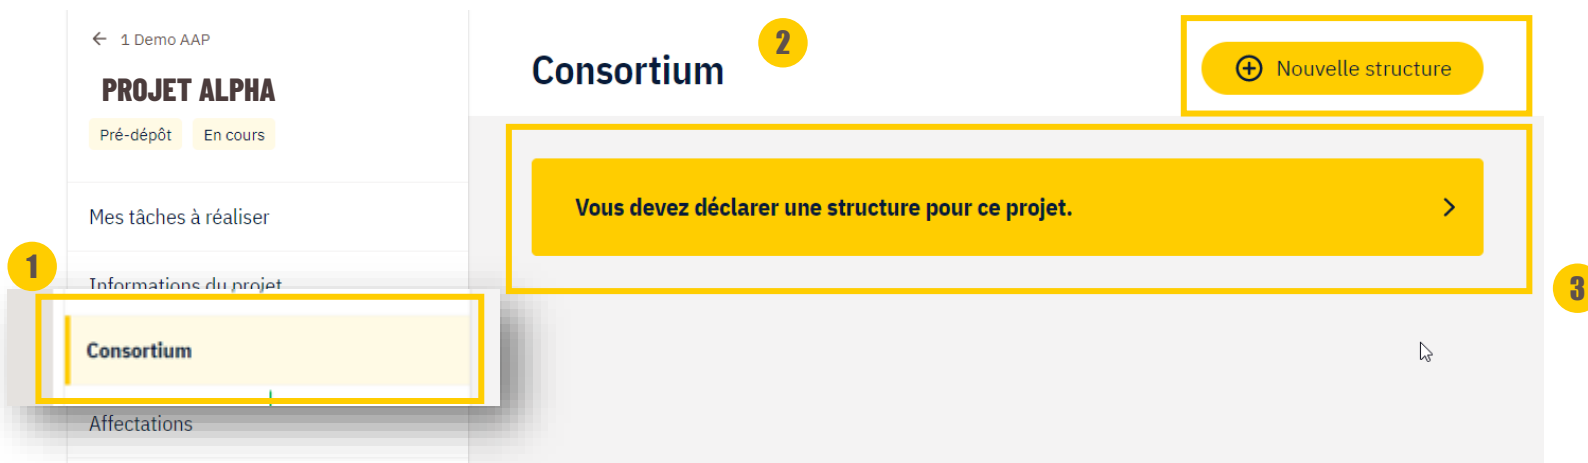 ← 1 Demo AAP
PROJET ALPHA
Pré-dépôt En cours
Mes tâches à réaliser
1
Informations du projet
Consortium
Affectations
Consortium
2
Nouvelle structure
Vous devez déclarer une structure pour ce projet.
3